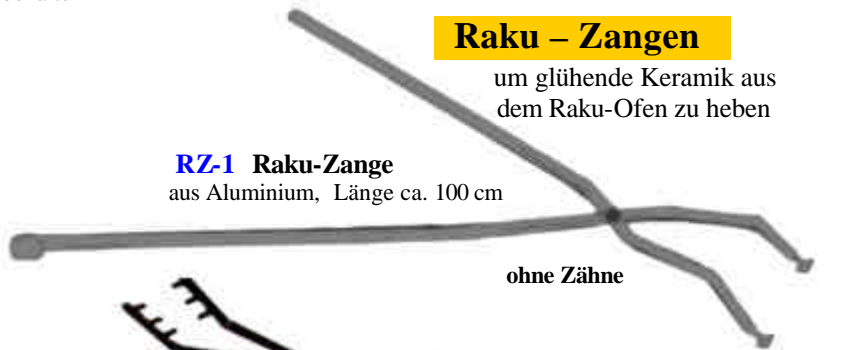 Raku – Zangen
um glühende Keramik aus
dem Raku-Ofen zu heben
RZ-1 Raku-Zange
aus Aluminium, Länge ca. 100 cm
ohne Zähne